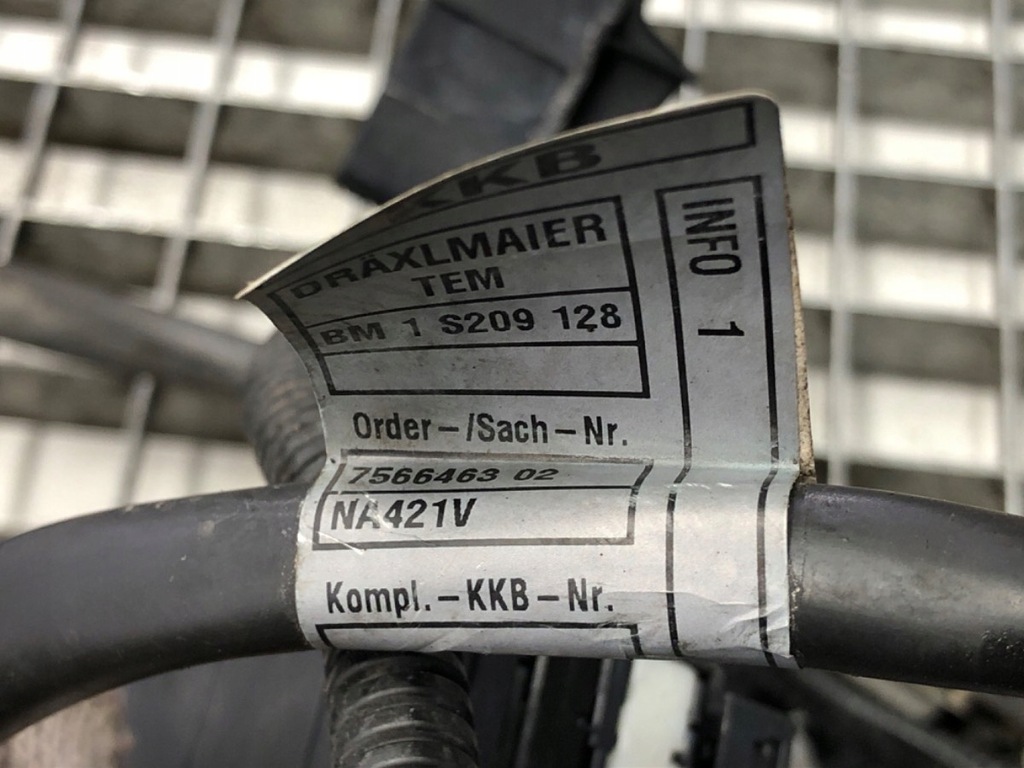 KKB
DRÄXLMAIER
TEM
BM 1 S209 128
Order-/Sach-Nr.
7566463 02
NA421V
Kompl.-KKB-Nr.
INFO 1